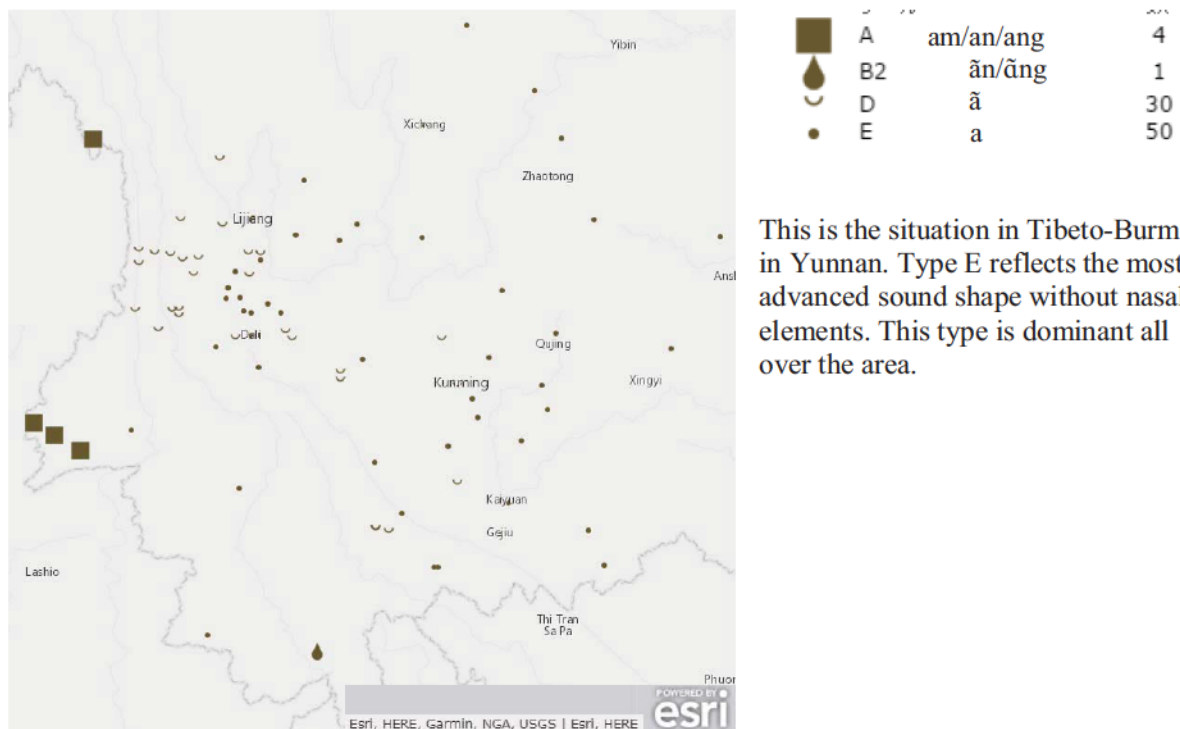 Yibin
Xichang
Zhaotong
Lijiang
Ansh
Dali
Qujing
Xingyi
Kunming
Kaiyuan
Gejiu
Lashio
Thi Tran
Sa Pa
Phuor
POWERED BY
esri
Esri, HERE, Garmin, NGA, USGS | Esri, HERE
A am/an/ang 4
B2 ãn/ãng 1
D ã 30
E a 50
This is the situation in Tibeto-Burm
in Yunnan. Type E reflects the most
advanced sound shape without nasal
elements. This type is dominant all
over the area.